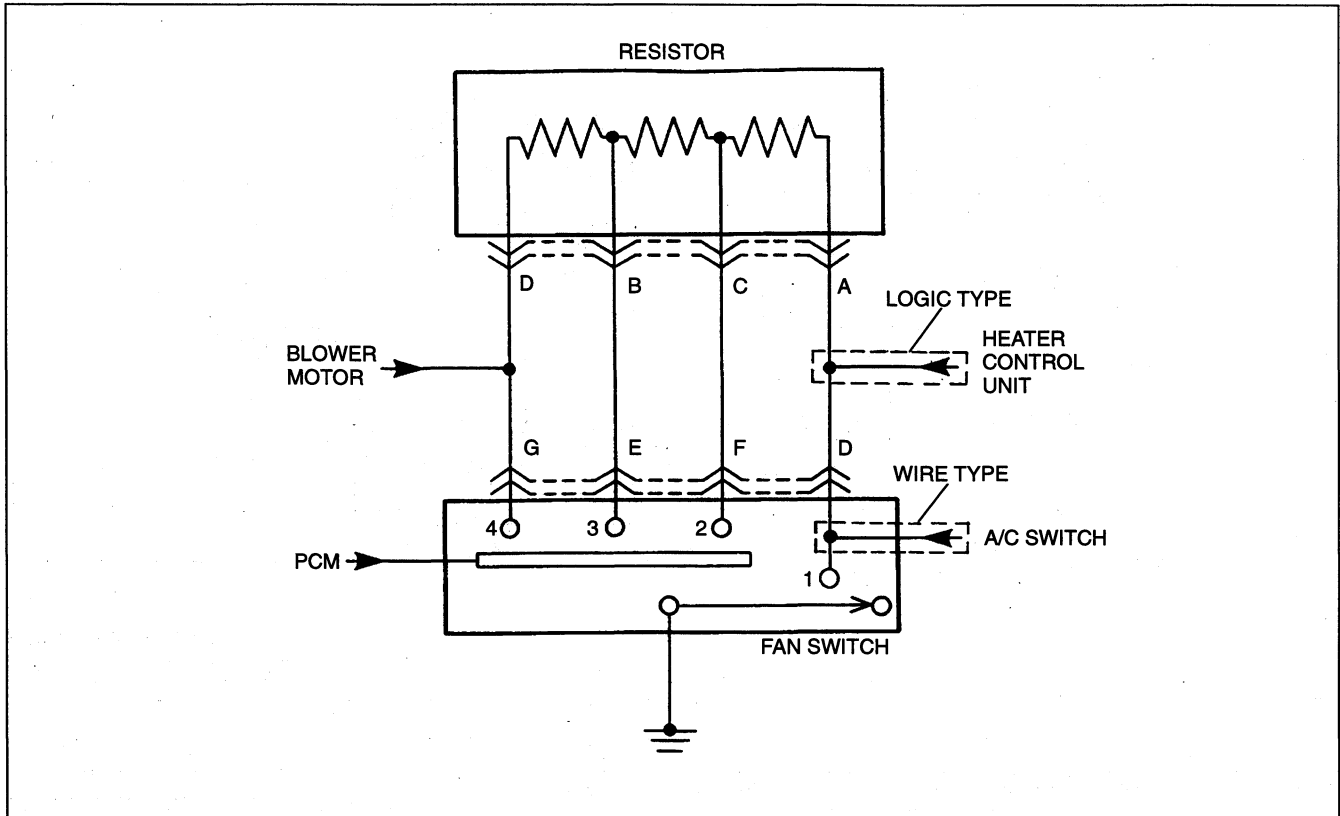 RESISTOR
D B C A
LOGIC TYPE
BLOWER
MOTOR
HEATER
CONTROL
UNIT
G E F D
WIRE TYPE
4 3 2
A/C SWITCH
PCM
1
FAN SWITCH